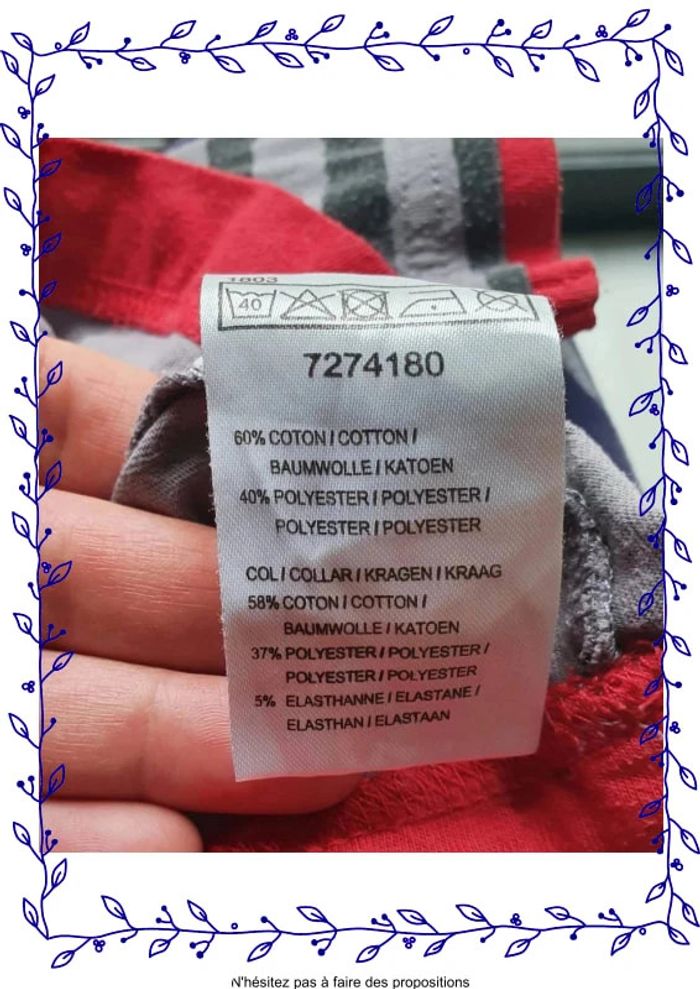 1803
40
7274180
60% COTON / COTTON /
BAUMWOLLE / KATOEN
40% POLYESTER / POLYESTER /
POLYESTER / POLYESTER
COL / COLLAR / KRAGEN / KRAAG
58% COTON / COTTON /
BAUMWOLLE / KATOEN
37% POLYESTER / POLYESTER /
POLYESTER / POLYESTER
5% ELASTHANNE / ELASTANE /
ELASTHAN / ELASTAAN
N'hésitez pas à faire des propositions